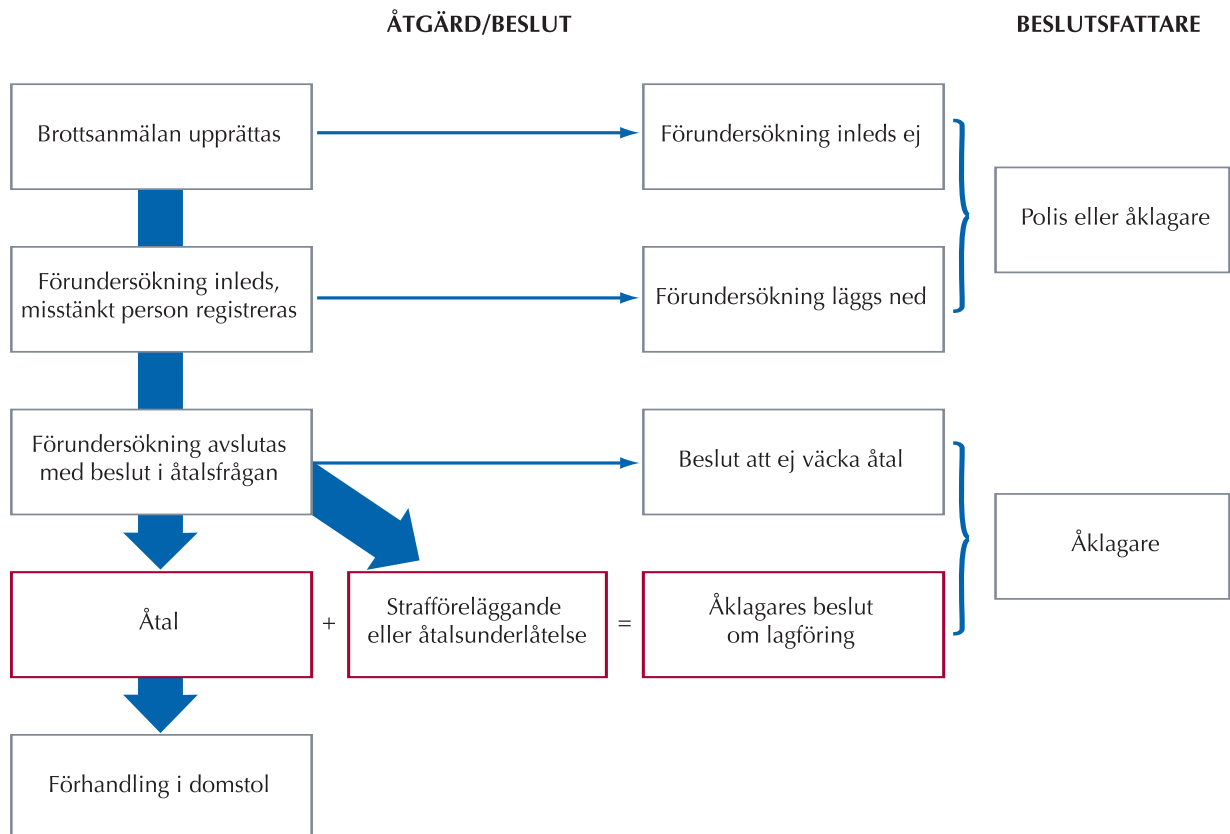 ÅTGÄRD/BESLUT
BESLUTSFATTARE
Brottsanmälan upprättas
Förundersökning inleds ej
Polis eller åklagare
Förundersökning inleds,
misstänkt person registreras
Förundersökning läggs ned
Förundersökning avslutas
med beslut i åtalsfrågan
Beslut att ej väcka åtal
Åklagare
Åtal
+
Strafföreläggande
eller åtalsunderlåtelse
=
Åklagares beslut
om lagföring
Förhandling i domstol